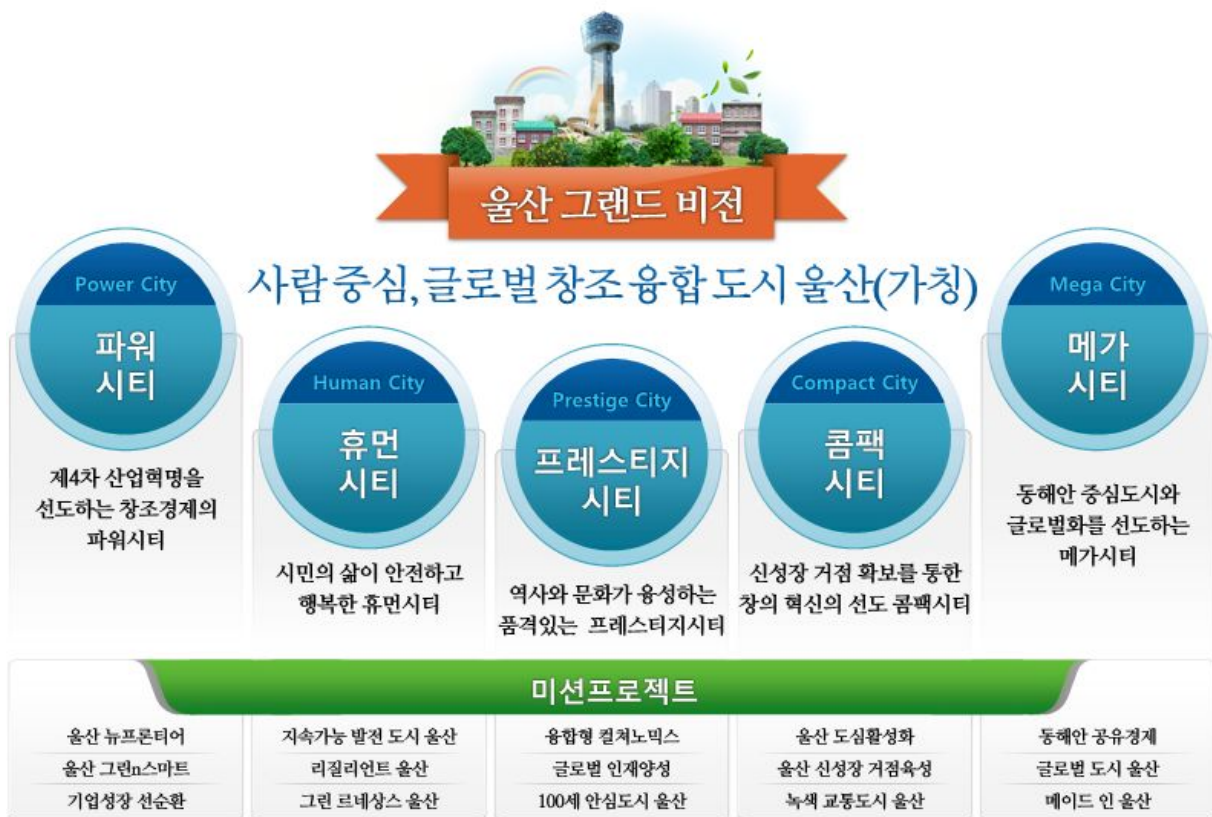 울산 그랜드 비전
사람 중심, 글로벌 창조 융합 도시 울산(가칭)
Power City
파워
시티
제4차 산업혁명을
선도하는 창조경제의
파워시티
Human City
휴먼
시티
시민의 삶이 안전하고
행복한 휴먼시티
Prestige City
프레스티지
시티
역사와 문화가 융성하는
품격있는 프레스티지시티
Compact City
콤팩
시티
신성장 거점 확보를 통한
창의 혁신의 선도 콤팩시티
Mega City
메가
시티
동해안 중심도시와
글로벌화를 선도하는
메가시티
미션프로젝트
울산 뉴프론티어
울산 그린n스마트
기업성장 선순환
지속가능 발전 도시 울산
리질리언트 울산
그린 르네상스 울산
융합형 컬처노믹스
글로벌 인재양성
100세 안심도시 울산
울산 도심활성화
울산 신성장 거점육성
녹색 교통도시 울산
동해안 공유경제
글로벌 도시 울산
메이드 인 울산